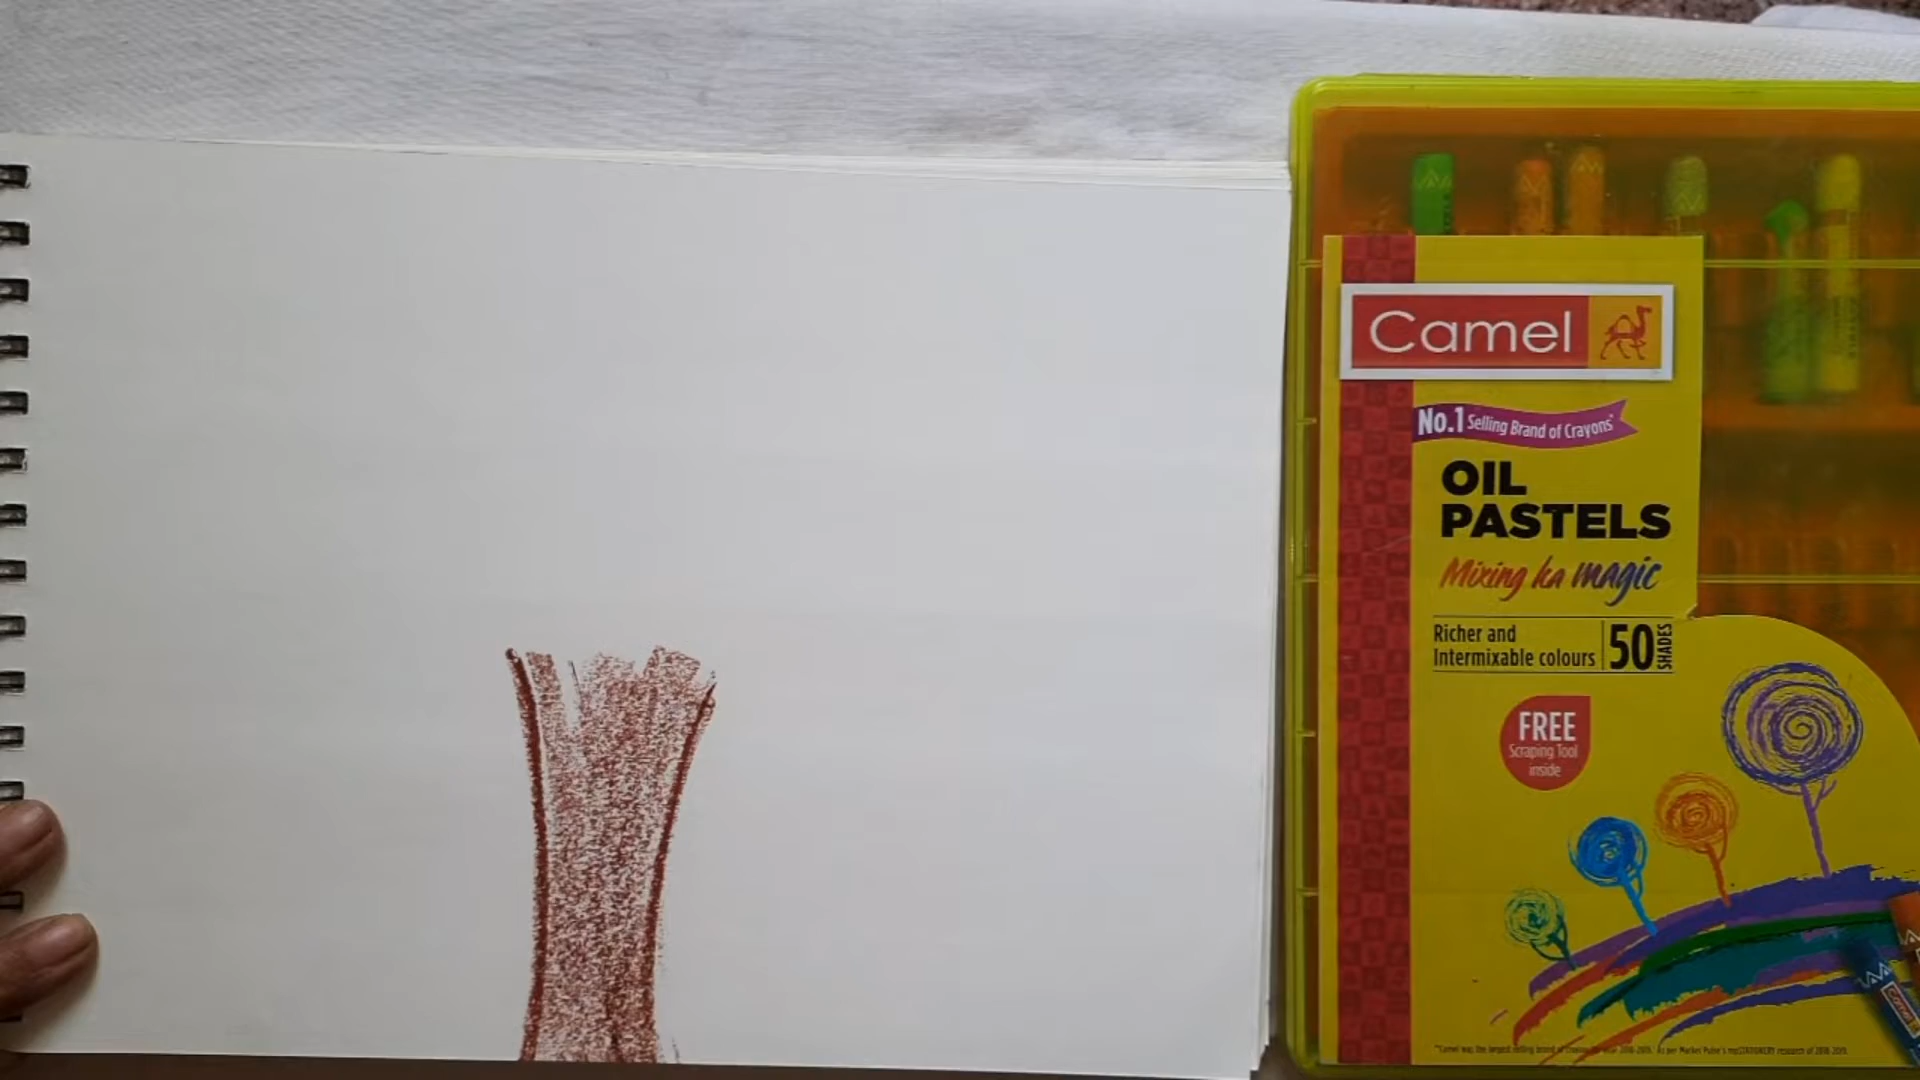 Camel
No.1 Selling Brand of Crayons*
OIL
PASTELS
Mixing ka magic
Richer and
Intermixable colours
50 SHADES
FREE
Scraping Tool
inside
Camel